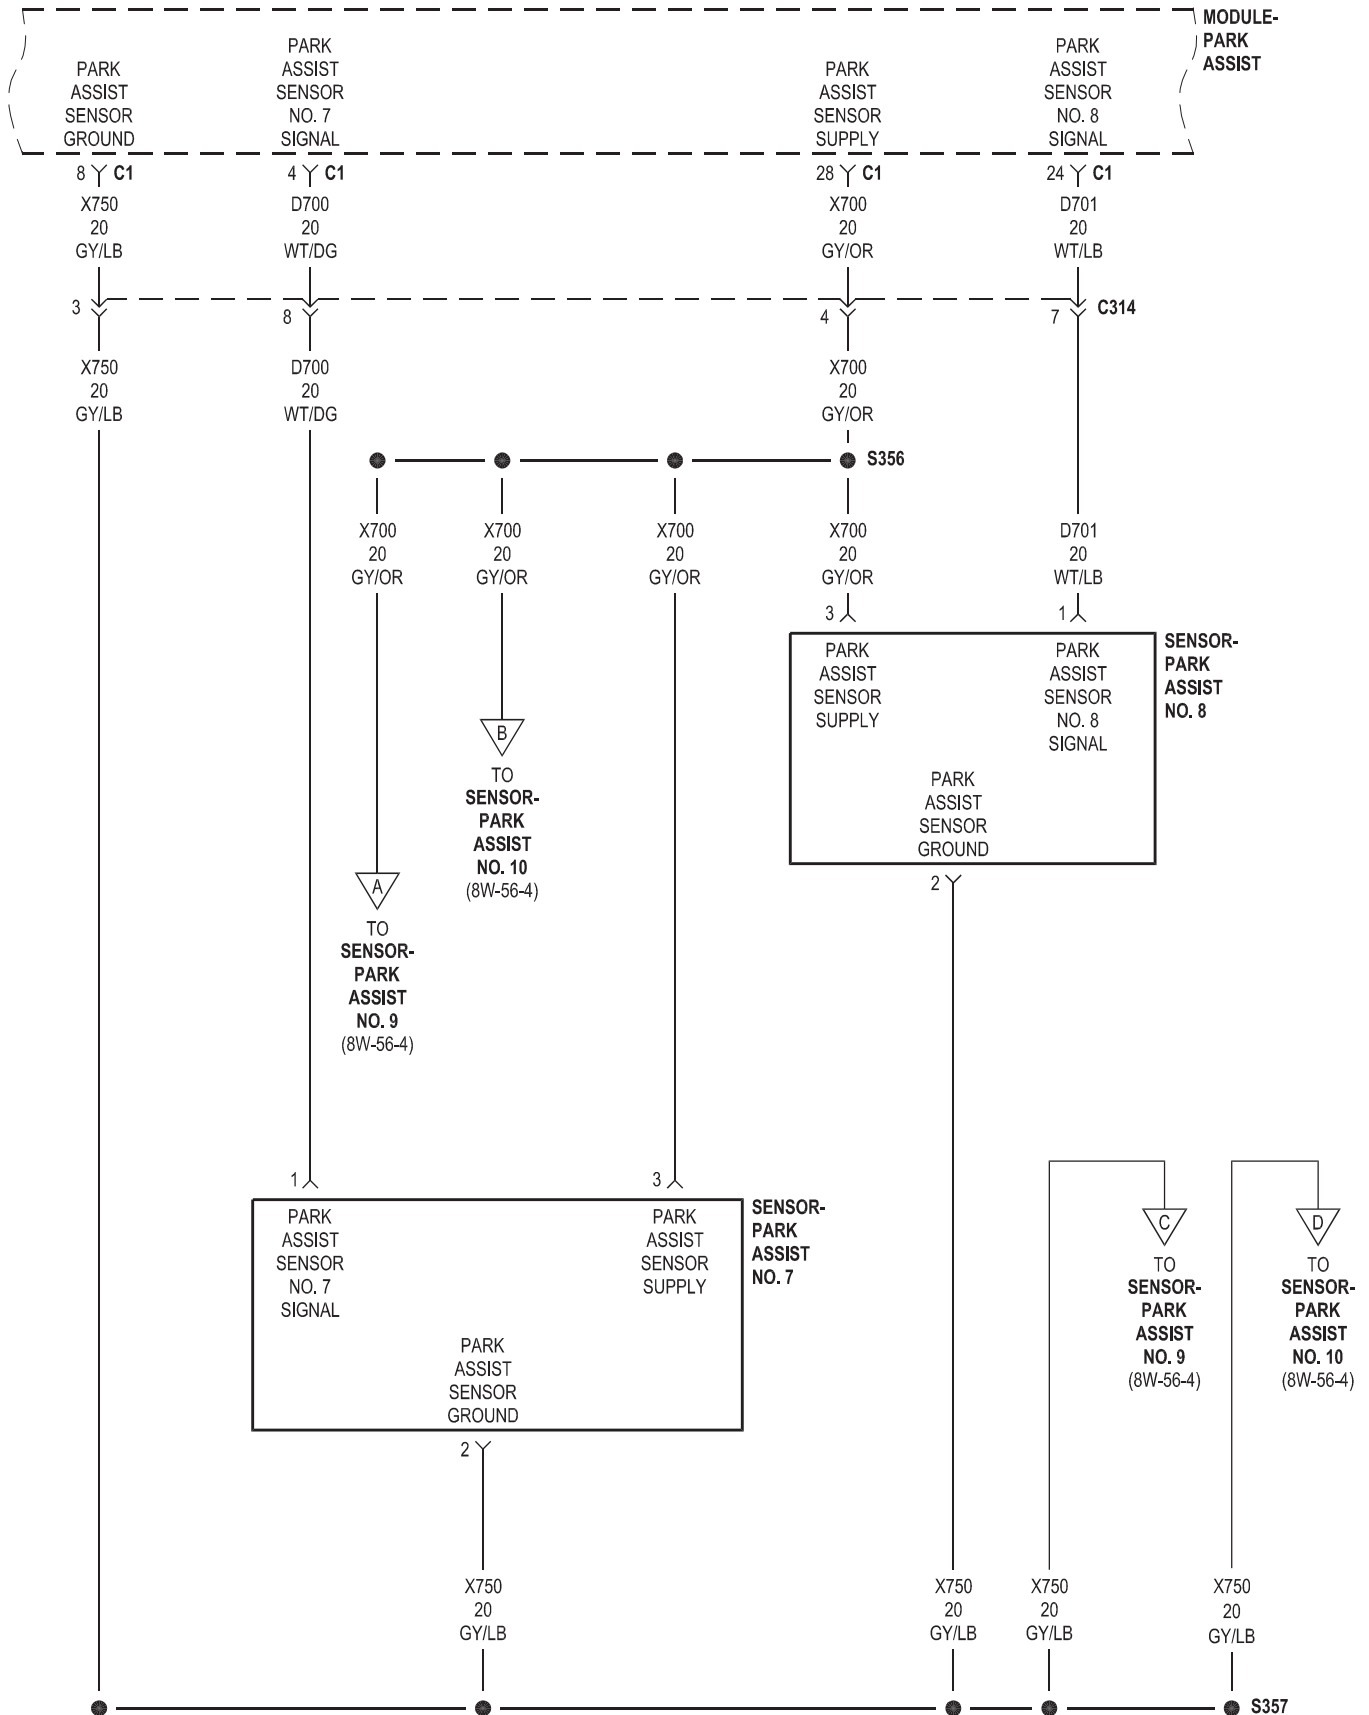 MODULE-
PARK
ASSIST
PARK
ASSIST
SENSOR
GROUND
PARK
ASSIST
SENSOR
NO. 7
SIGNAL
PARK
ASSIST
SENSOR
SUPPLY
PARK
ASSIST
SENSOR
NO. 8
SIGNAL
8 C1
4 C1
28 C1
24 C1
X750
20
GY/LB
D700
20
WT/DG
X700
20
GY/OR
D701
20
WT/LB
3
8
4
7
C314
X750
20
GY/LB
D700
20
WT/DG
X700
20
GY/OR
S356
X700
20
GY/OR
X700
20
GY/OR
X700
20
GY/OR
X700
20
GY/OR
D701
20
WT/LB
3
1
SENSOR-
PARK
ASSIST
NO. 8
PARK
ASSIST
SENSOR
SUPPLY
PARK
ASSIST
SENSOR
NO. 8
SIGNAL
PARK
ASSIST
SENSOR
GROUND
2
B
TO
SENSOR-
PARK
ASSIST
NO. 10
(8W-56-4)
A
TO
SENSOR-
PARK
ASSIST
NO. 9
(8W-56-4)
1
3
SENSOR-
PARK
ASSIST
NO. 7
PARK
ASSIST
SENSOR
NO. 7
SIGNAL
PARK
ASSIST
SENSOR
SUPPLY
PARK
ASSIST
SENSOR
GROUND
2
C
TO
SENSOR-
PARK
ASSIST
NO. 9
(8W-56-4)
D
TO
SENSOR-
PARK
ASSIST
NO. 10
(8W-56-4)
X750
20
GY/LB
X750
20
GY/LB
X750
20
GY/LB
X750
20
GY/LB
S357